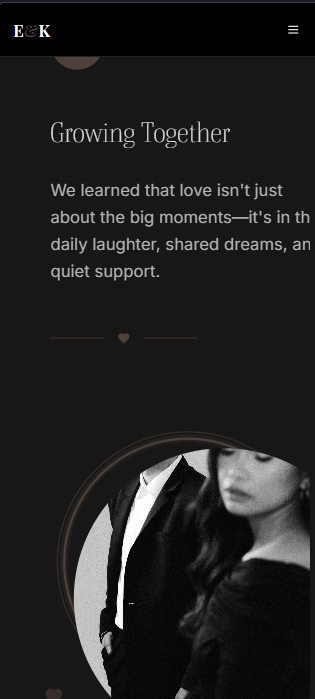 E&K
Growing Together
We learned that love isn't just
about the big moments—it's in th
daily laughter, shared dreams, an
quiet support.